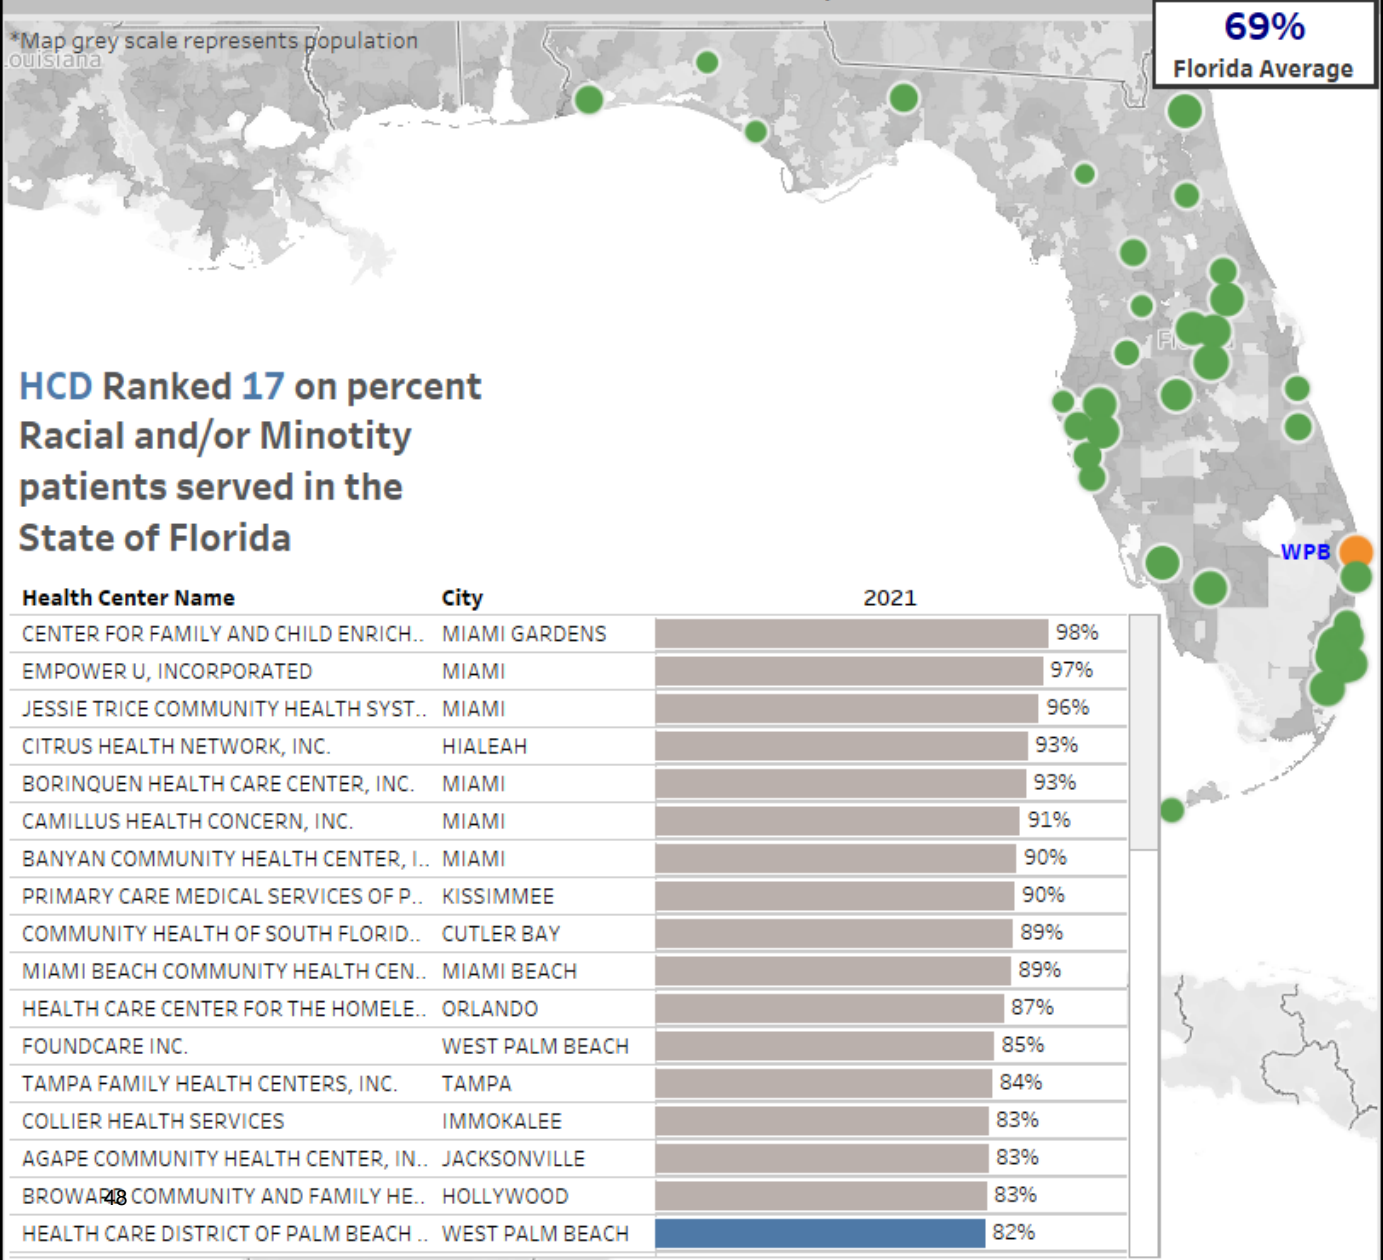 69%
Florida Average
*Map grey scale represents population
ouisiana
HCD Ranked 17 on percent
Racial and/or Minotity
patients served in the
State of Florida
WPB
Health Center Name City 2021
CENTER FOR FAMILY AND CHILD ENRICH.. MIAMI GARDENS 98%
EMPOWER U, INCORPORATED MIAMI 97%
JESSIE TRICE COMMUNITY HEALTH SYST.. MIAMI 96%
CITRUS HEALTH NETWORK, INC. HIALEAH 93%
BORINQUEN HEALTH CARE CENTER, INC. MIAMI 93%
CAMILLUS HEALTH CONCERN, INC. MIAMI 91%
BANYAN COMMUNITY HEALTH CENTER, I.. MIAMI 90%
PRIMARY CARE MEDICAL SERVICES OF P.. KISSIMMEE 90%
COMMUNITY HEALTH OF SOUTH FLORID.. CUTLER BAY 89%
MIAMI BEACH COMMUNITY HEALTH CEN.. MIAMI BEACH 89%
HEALTH CARE CENTER FOR THE HOMELE.. ORLANDO 87%
FOUNDCARE INC. WEST PALM BEACH 85%
TAMPA FAMILY HEALTH CENTERS, INC. TAMPA 84%
COLLIER HEALTH SERVICES IMMOKALEE 83%
AGAPE COMMUNITY HEALTH CENTER, IN.. JACKSONVILLE 83%
BROWARD COMMUNITY AND FAMILY HE.. HOLLYWOOD 83%
48
HEALTH CARE DISTRICT OF PALM BEACH .. WEST PALM BEACH 82%